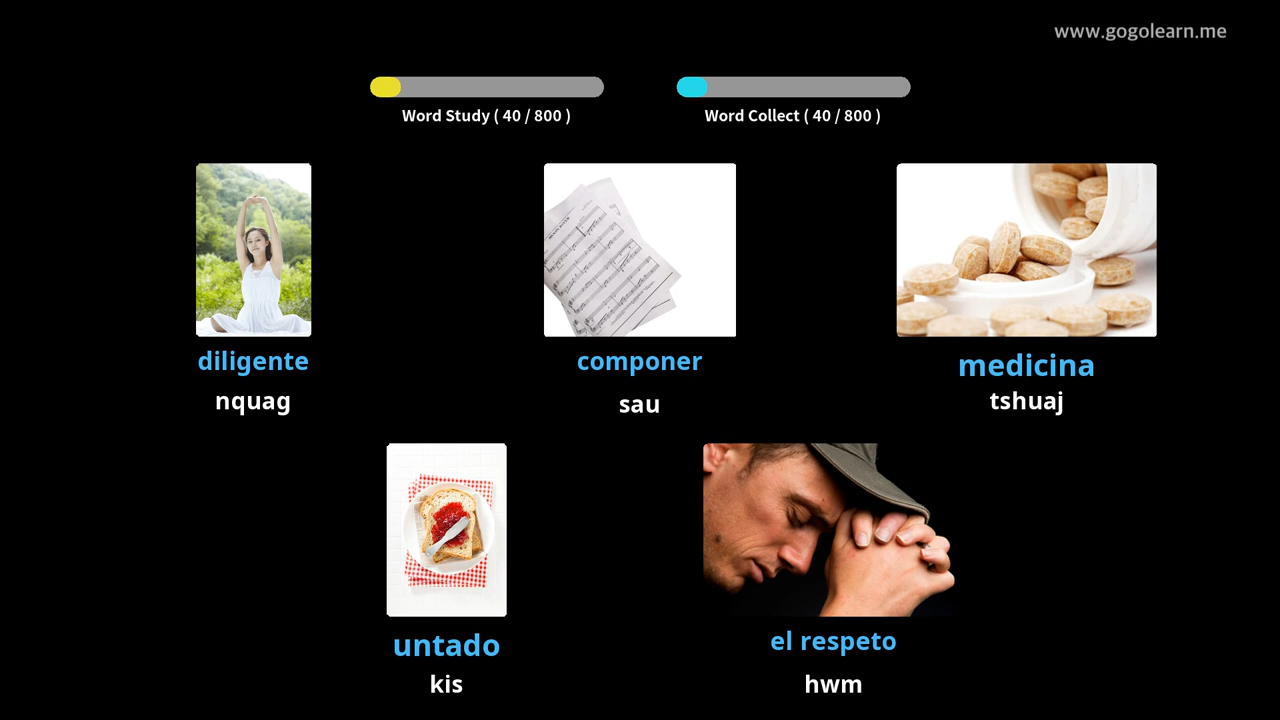 www.gogolearn.me
Word Study ( 40 / 800 )
Word Collect ( 40 / 800 )
diligente
nquag
componer
sau
medicina
tshuaj
untado
kis
el respeto
hwm